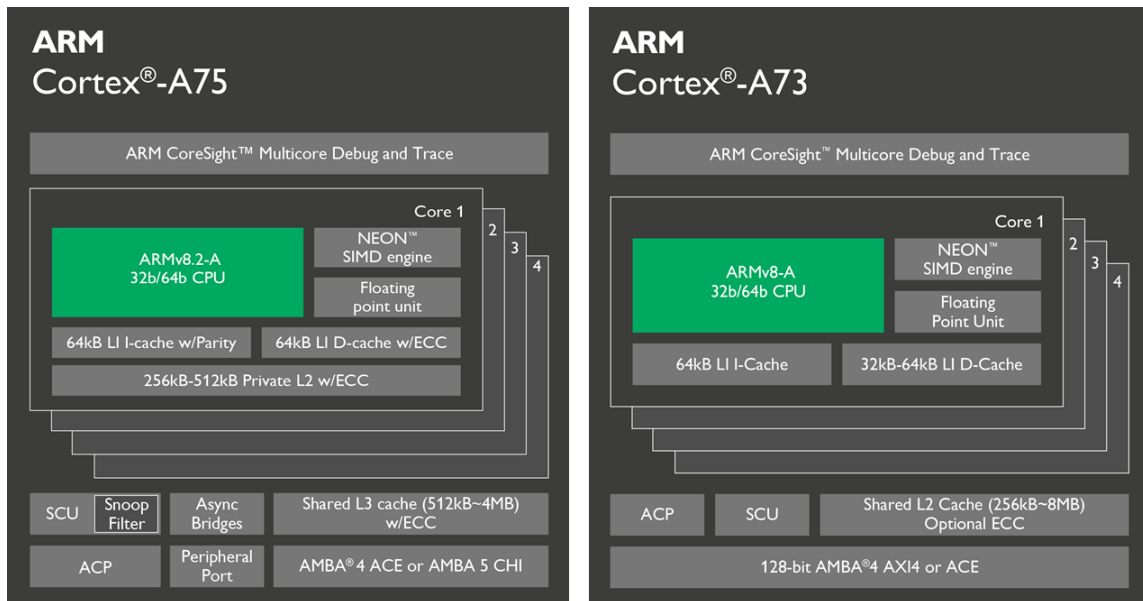 ARM
Cortex®-A75
ARM CoreSight™ Multicore Debug and Trace
Core 1
2
3
4
ARMv8.2-A
32b/64b CPU
NEON™
SIMD engine
Floating
point unit
64kB LI I-cache w/Parity
64kB LI D-cache w/ECC
256kB-512kB Private L2 w/ECC
SCU
Snoop
Filter
Async
Bridges
Shared L3 cache (512kB~4MB)
w/ECC
ACP
Peripheral
Port
AMBA®4 ACE or AMBA 5 CHI
ARM
Cortex®-A73
ARM CoreSight™ Multicore Debug and Trace
Core 1
2
3
4
ARMv8-A
32b/64b CPU
NEON™
SIMD engine
Floating
Point Unit
64kB LI I-Cache
32kB-64kB LI D-Cache
ACP
SCU
Shared L2 Cache (256kB~8MB)
Optional ECC
128-bit AMBA®4 AXI4 or ACE